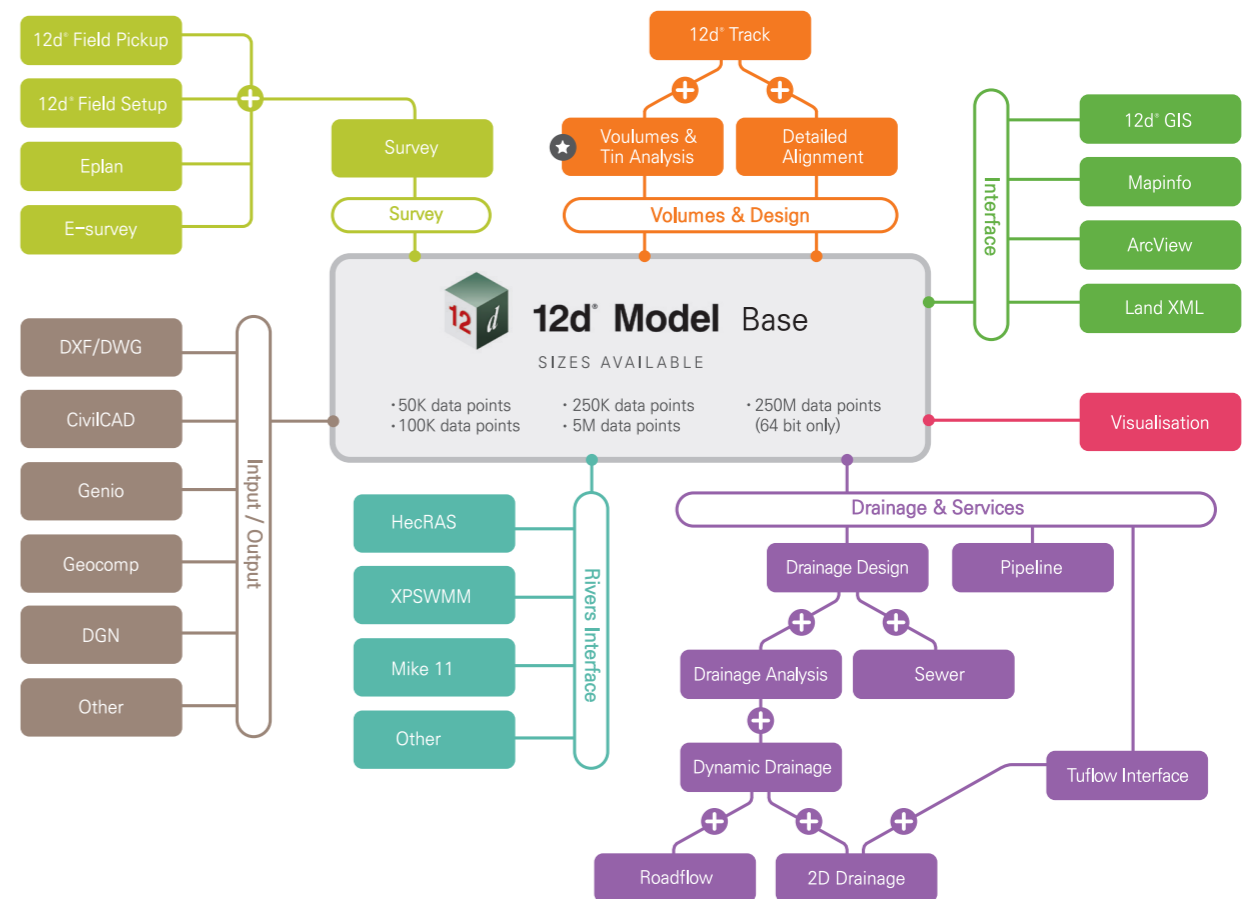 12d® Field Pickup
12d® Field Setup
Eplan
E-survey
Survey
Survey
12d® Track
Voulumes &
Tin Analysis
Detailed
Alignment
Volumes & Design
Interface
12d® GIS
Mapinfo
ArcView
Land XML
12d
12d® Model Base
SIZES AVAILABLE
· 50K data points
· 100K data points
· 250K data points
· 5M data points
· 250M data points
(64 bit only)
Visualisation
DXF/DWG
CivilCAD
Genio
Geocomp
DGN
Other
Intput / Output
HecRAS
XPSWMM
Mike 11
Other
Rivers Interface
Drainage & Services
Drainage Design
Pipeline
Drainage Analysis
Sewer
Dynamic Drainage
Tuflow Interface
Roadflow
2D Drainage